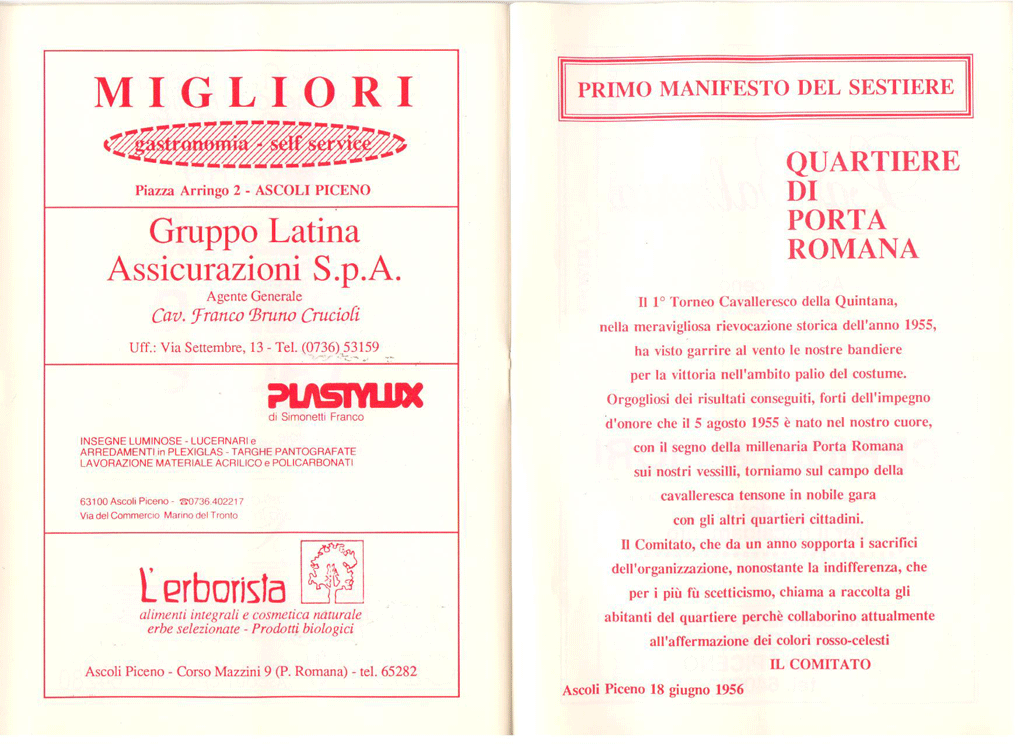 MIGLIORI
gastronomia - self service
Piazza Arringo 2 - ASCOLI PICENO
Gruppo Latina
Assicurazioni S.p.A.
Agente Generale
Cav. Franco Bruno Crucioli
Uff.: Via Settembre, 13 - Tel. (0736) 53159
PLASTYLUX
di Simonetti Franco
INSEGNE LUMINOSE - LUCERNARI e
ARREDAMENTI in PLEXIGLAS - TARGHE PANTOGRAFATE
LAVORAZIONE MATERIALE ACRILICO e POLICARBONATI
63100 Ascoli Piceno - ☎0736.402217
Via del Commercio Marino del Tronto
L'erborista
alimenti integrali e cosmetica naturale
erbe selezionate - Prodotti biologici
Ascoli Piceno - Corso Mazzini 9 (P. Romana) - tel. 65282
PRIMO MANIFESTO DEL SESTIERE
QUARTIERE
DI
PORTA
ROMANA
Il 1° Torneo Cavalleresco della Quintana,
nella meravigliosa rievocazione storica dell'anno 1955,
ha visto garrire al vento le nostre bandiere
per la vittoria nell'ambito palio del costume.
Orgogliosi dei risultati conseguiti, forti dell'impegno
d'onore che il 5 agosto 1955 è nato nel nostro cuore,
con il segno della millenaria Porta Romana
sui nostri vessilli, torniamo sul campo della
cavalleresca tensone in nobile gara
con gli altri quartieri cittadini.
Il Comitato, che da un anno sopporta i sacrifici
dell'organizzazione, nonostante la indifferenza, che
per i più fù scetticismo, chiama a raccolta gli
abitanti del quartiere perchè collaborino attualmente
all'affermazione dei colori rosso-celesti
IL COMITATO
Ascoli Piceno 18 giugno 1956